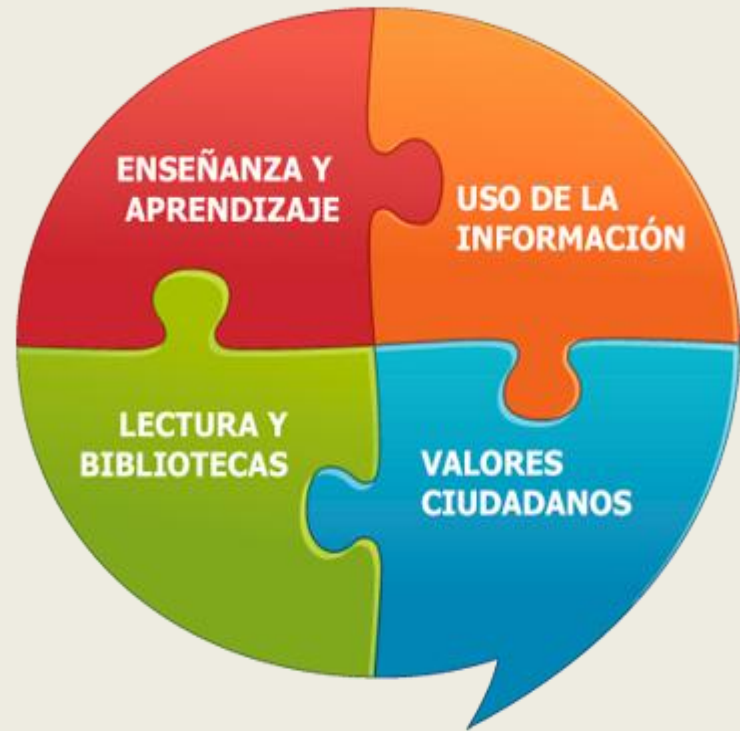 ENSEÑANZA Y
APRENDIZAJE
USO DE LA
INFORMACIÓN
LECTURA Y
BIBLIOTECAS
VALORES
CIUDADANOS